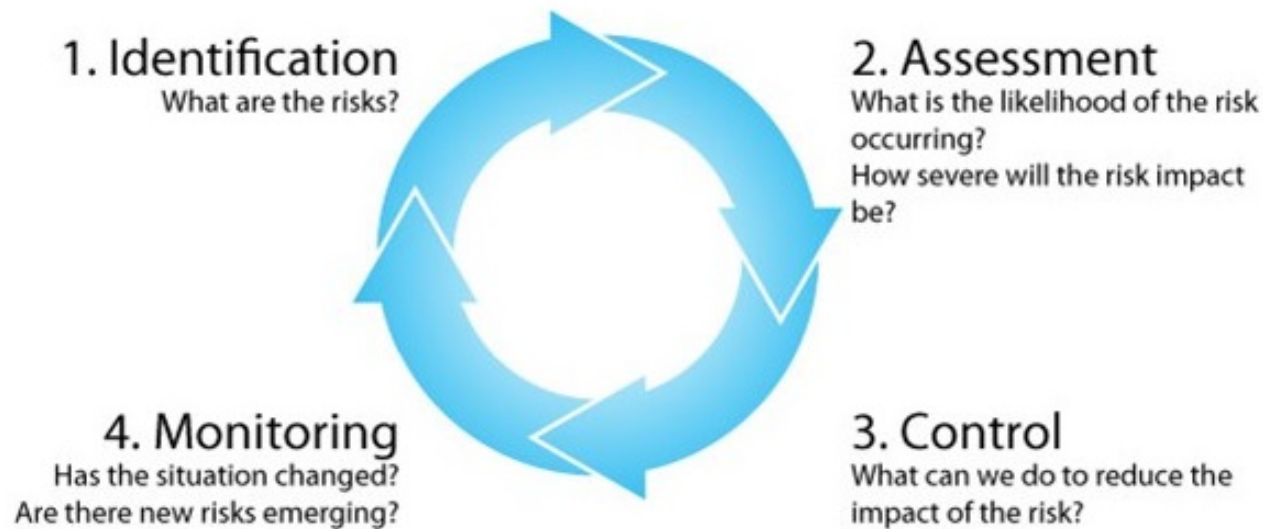 1. Identification
What are the risks?
2. Assessment
What is the likelihood of the risk
occurring?
How severe will the risk impact
be?
3. Control
What can we do to reduce the
impact of the risk?
4. Monitoring
Has the situation changed?
Are there new risks emerging?